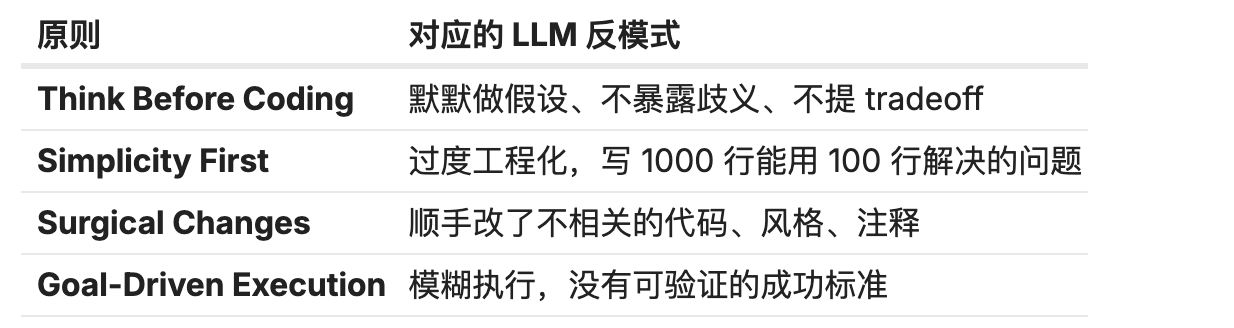 原则 对应的 LLM 反模式
Think Before Coding 默默做假设、不暴露歧义、不提 tradeoff
Simplicity First 过度工程化，写 1000 行能用 100 行解决的问题
Surgical Changes 顺手改了不相关的代码、风格、注释
Goal-Driven Execution 模糊执行，没有可验证的成功标准